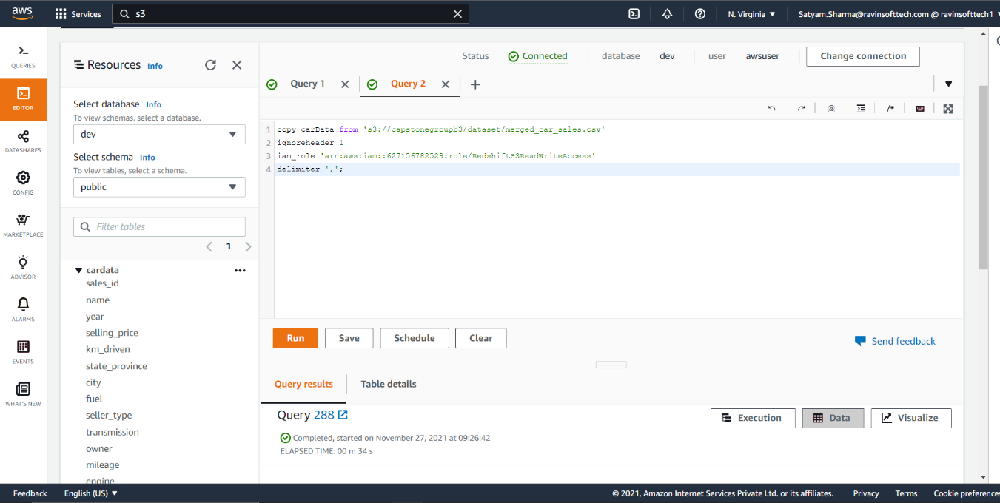 aws
Services
s3
N. Virginia
Satyam.Sharma@ravinsofttech.com @ ravinsofttech1
QUERIES
EDITOR
DATASHARES
CONFIG
MARKETPLACE
ADVISOR
ALARMS
EVENTS
WHAT'S NEW
Resources Info
Select database Info
To view schemas, select a database.
dev
Select schema Info
To view tables, select a schema.
public
Filter tables
1
cardata
sales_id
name
year
selling_price
km_driven
state_province
city
fuel
seller_type
transmission
owner
mileage
engine
Status Connected database dev user awsuser Change connection
Query 1 Query 2
@ /*
1 copy carData from 's3://capstonegroupb3/dataset/merged_car_sales.csv'
2 ignoreheader 1
3 iam_role 'arn:aws:iam::627156782529:role/RedshiftS3ReadWriteAccess'
4 delimiter ',';
Run Save Schedule Clear
Send feedback
Query results Table details
Query 288
Execution Data Visualize
Completed, started on November 27, 2021 at 09:26:42
ELAPSED TIME: 00 m 34 s
Feedback English (US) © 2021, Amazon Internet Services Private Ltd. or its affiliates. Privacy Terms Cookie preferences